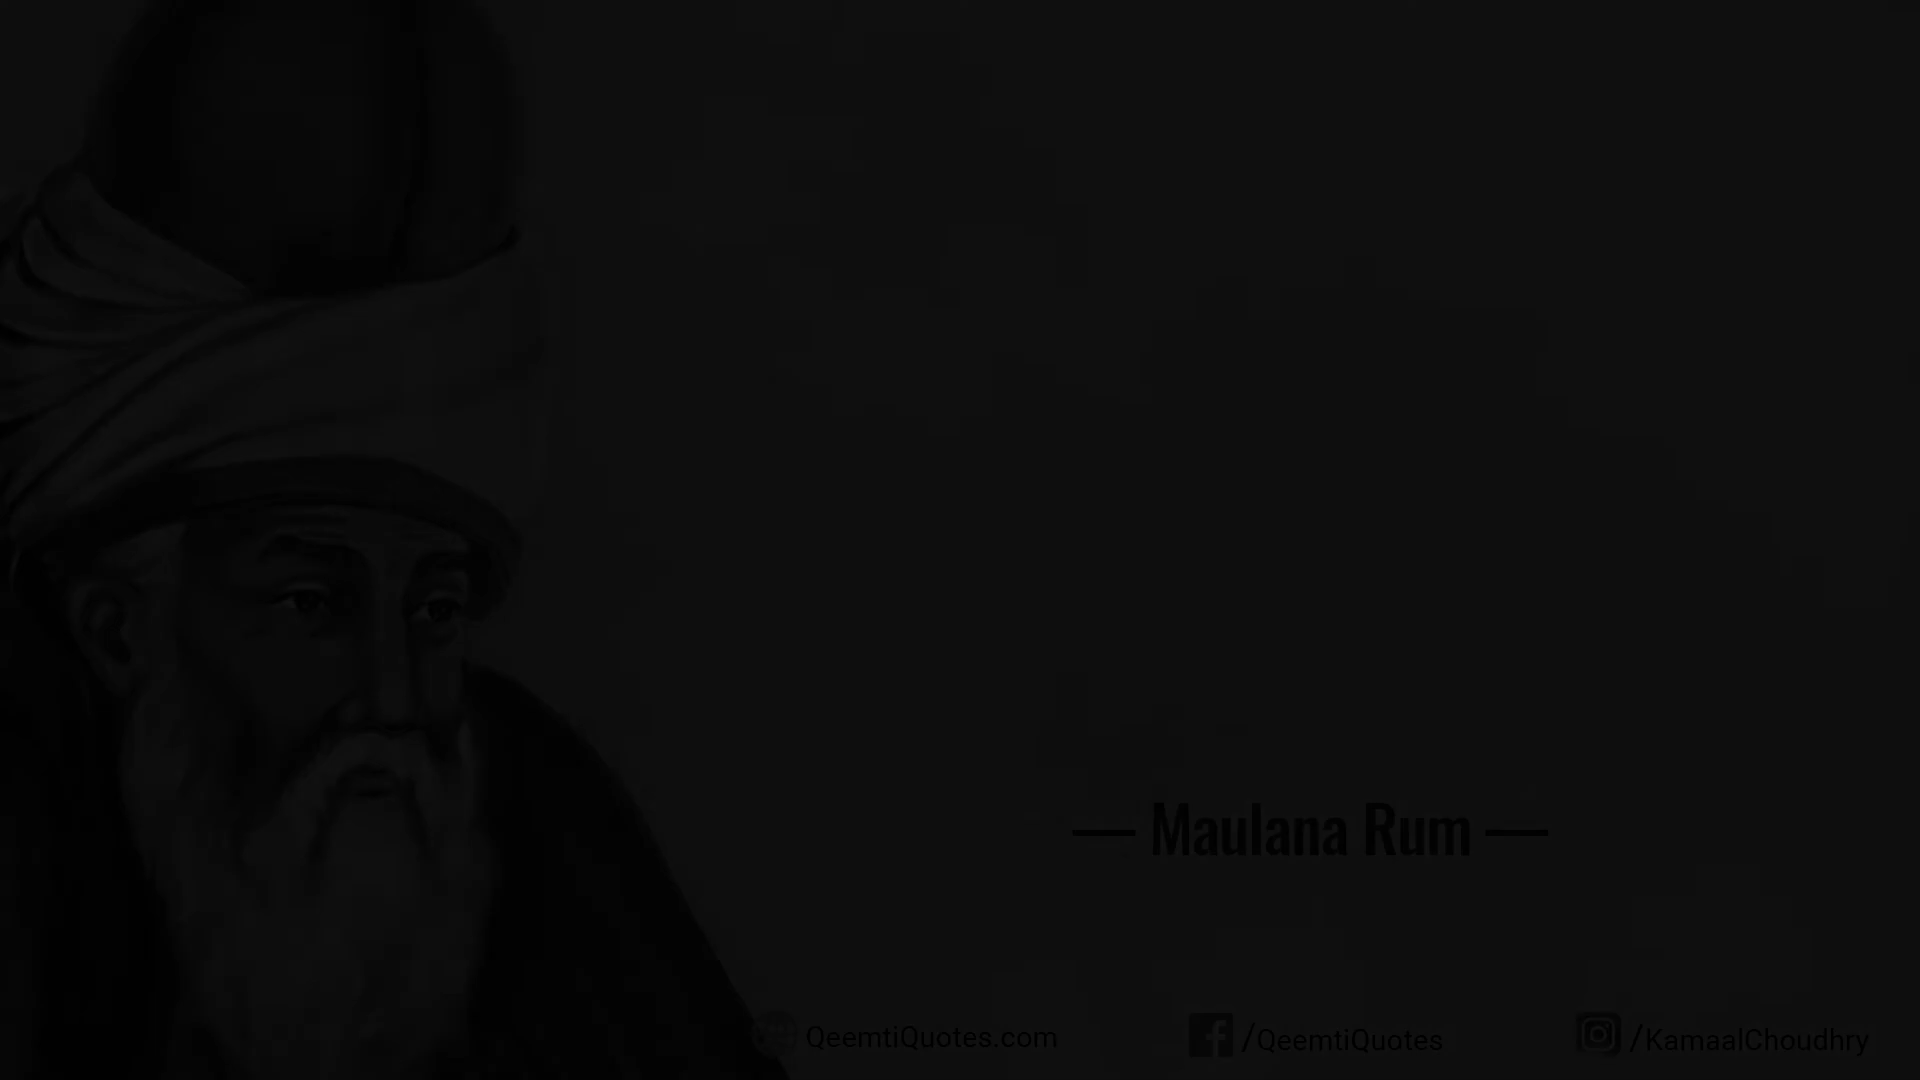 — Maulana Rum —
QeemtiQuotes.com
/QeemtiQuotes
/KamaalChoudhry